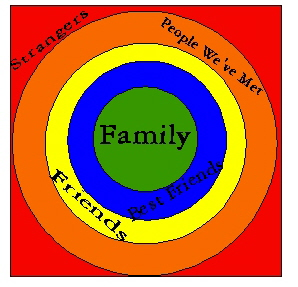 Strangers
People We've Met
Family
Best Friends
Friends